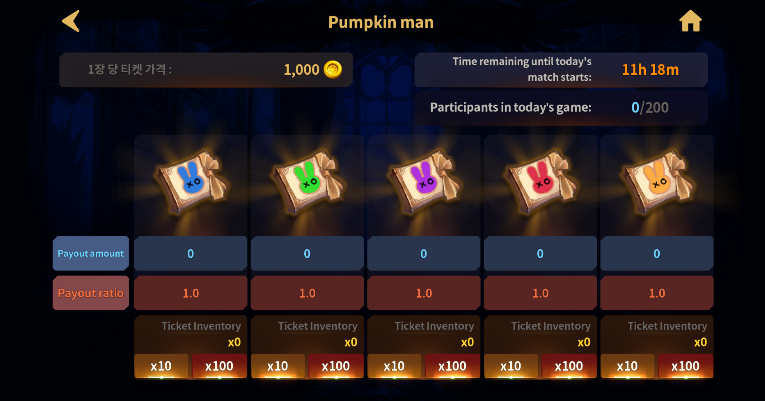 Pumpkin man
1장 당 티켓 가격 :
1,000
Time remaining until today's
match starts:
11h 18m
Participants in today's game:
0/200
Payout amount
0
0
0
0
0
Payout ratio
1.0
1.0
1.0
1.0
1.0
Ticket Inventory
x0
x10
x100
Ticket Inventory
x0
x10
x100
Ticket Inventory
x0
x10
x100
Ticket Inventory
x0
x10
x100
Ticket Inventory
x0
x10
x100